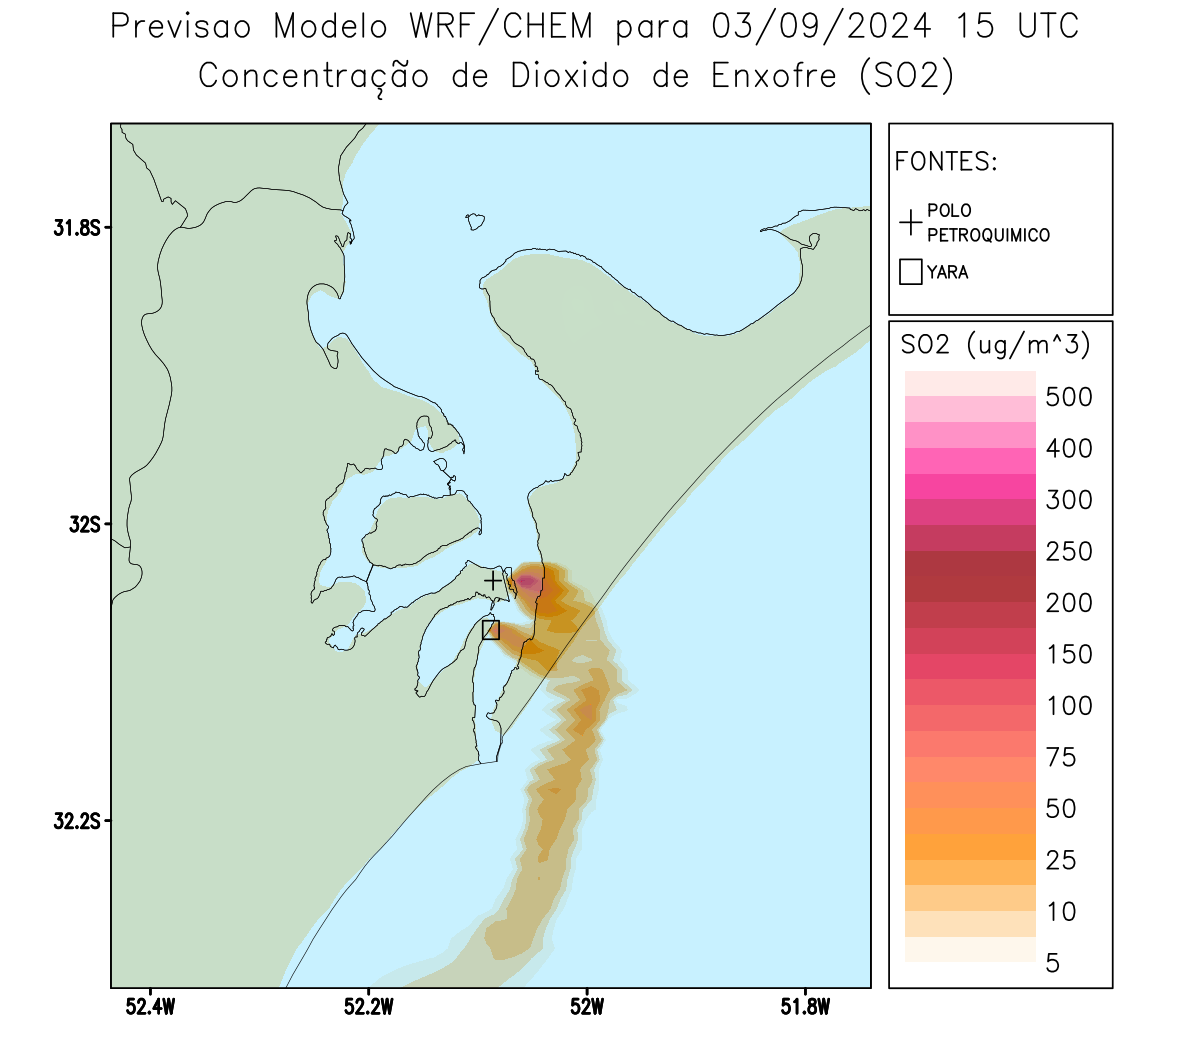 Previsao Modelo WRF/CHEM para 03/09/2024 15 UTC
Concentração de Dioxido de Enxofre (SO2)
FONTES:
POLO
PETROQUIMICO
YARA
31.8S
32S
32.2S
52.4W
52.2W
52W
51.8W
SO2 (ug/m^3)
500
400
300
250
200
150
100
75
50
25
10
5